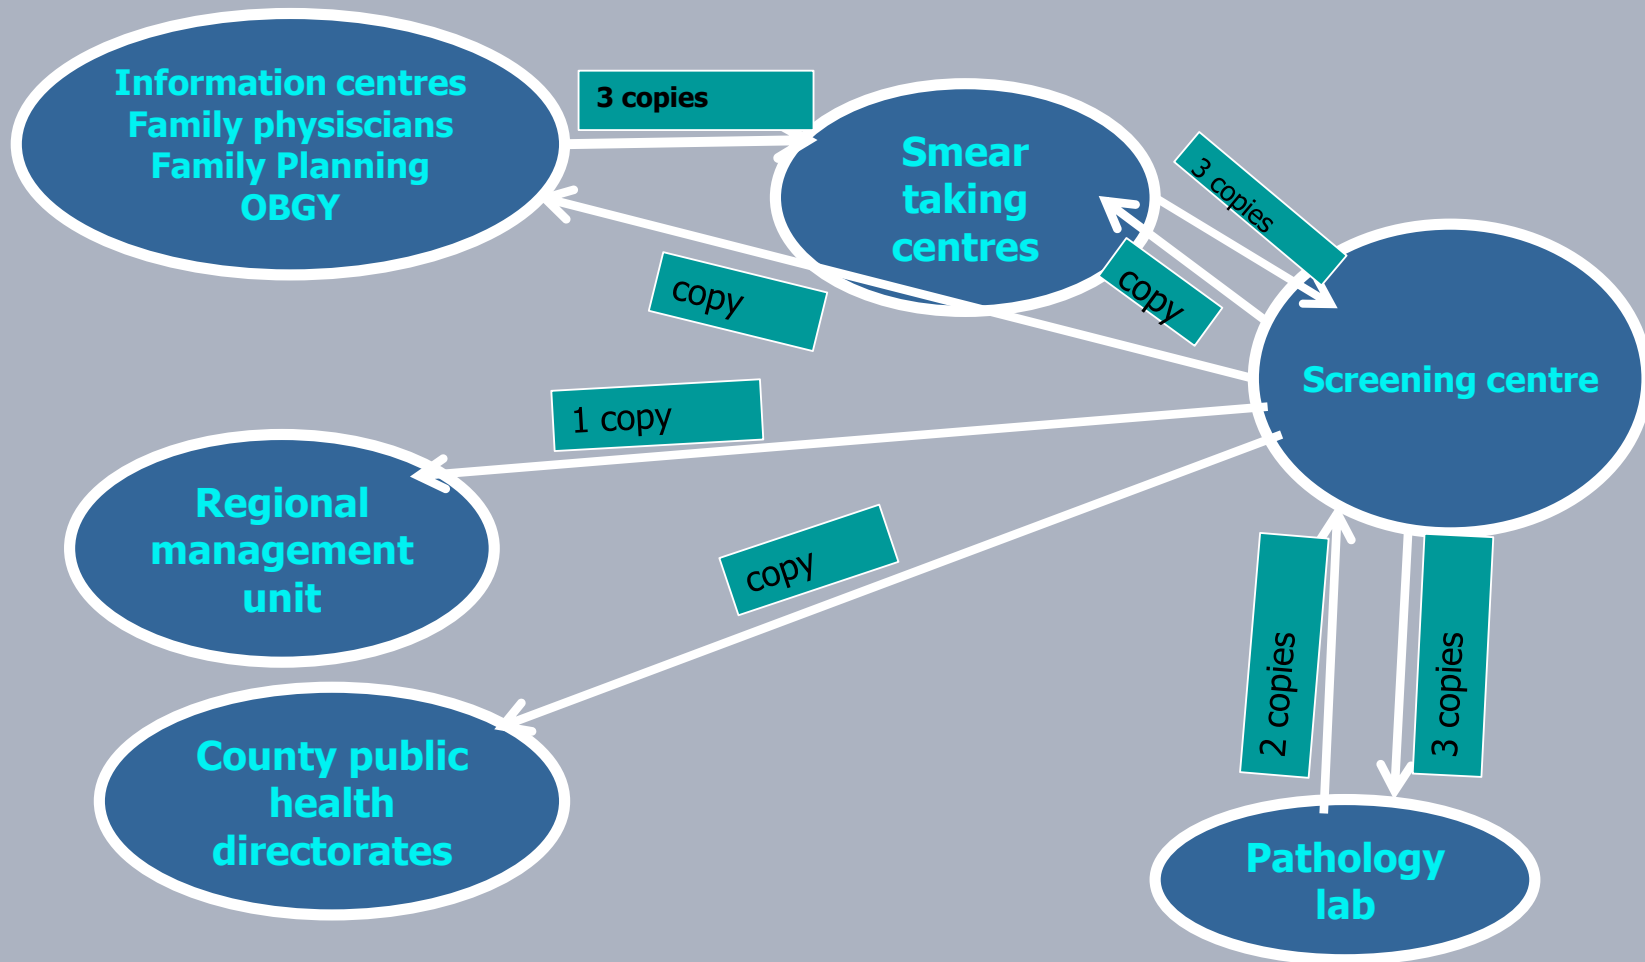 Information centres
Family physiscians
Family Planning
OBGY
3 copies
Smear
taking
centres
3 copies
copy
copy
Screening centre
1 copy
Regional
management
unit
copy
2 copies
3 copies
County public
health
directorates
Pathology
lab